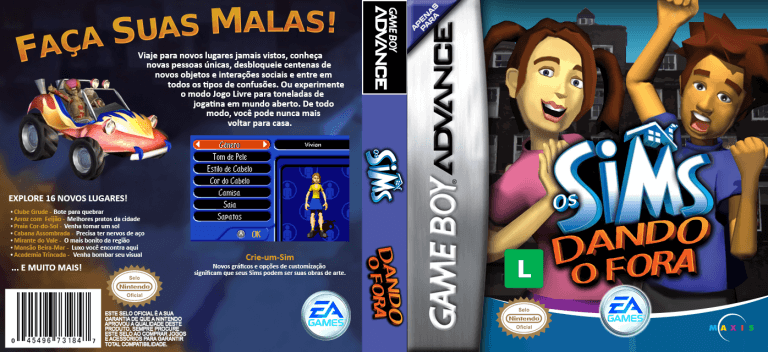 FAÇA SUAS MALAS!
Viaje para novos lugares jamais vistos, conheça
novas pessoas únicas, desbloqueie centenas de
novos objetos e interações sociais e entre em
todos os tipos de confusões. Ou experimente
o modo Jogo Livre para toneladas de
jogatina em mundo aberto. De todo
modo, você pode nunca mais
voltar para casa.
Gênero
Vivian
Tom de Pele
Estilo de Cabelo
Cor do Cabelo
Camisa
Saia
Sapatos
A OK
Crie-um-Sim
Novos gráficos e opções de customização
significam que seus Sims podem ser suas obras de arte.
EXPLORE 16 NOVOS LUGARES!
• Clube Grude - Bote para quebrar
• Arroz com Feijão - Melhores pratos da cidade
• Praia Cor-do-Sol - Venha tomar um sol
• Cabana Assombrada - Precisa ter nervos de aço
• Mirante do Vale - O mais bonito da região
• Mansão Beira-Mar - Luxo você encontra aqui
• Academia Trincada - Venha bombar seu visual
... E MUITO MAIS!
0 45496 73184 7
Selo
Nintendo
Oficial
ESTE SELO OFICIAL É A SUA
GARANTIA DE QUE A NINTENDO
APROVOU A QUALIDADE DESTE
PRODUTO. SEMPRE PROCURE
ESTE SELO AO COMPRAR JOGOS
E ACESSÓRIOS PARA GARANTIR
TOTAL COMPATIBILIDADE.
EA
GAMES
GAME BOY
ADVANCE
OS
SIMS
DANDO
O FORA
EA
GAMES
APENAS
PARA
GAME BOY ADVANCE
OS
SIMS
DANDO
O FORA
L
Selo
Nintendo
Oficial
EA
GAMES
MAXIS